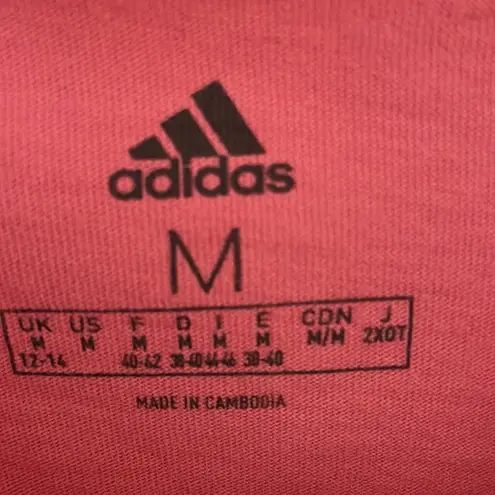 adidas
M
UK US F D I E CDN J
M M M M M M M/M 2XOT
12-14 40-42 38-40 44-46 38-40
MADE IN CAMBODIA